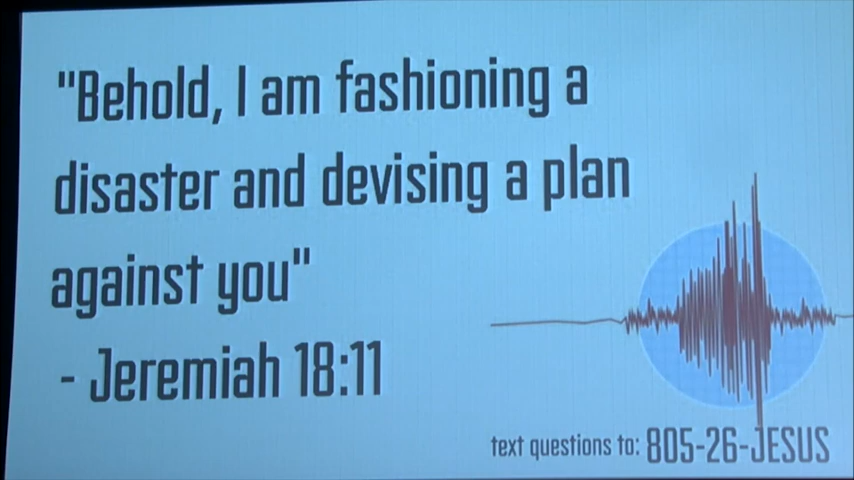 "Behold, I am fashioning a
disaster and devising a plan
against you"
- Jeremiah 18:11
text questions to: 805-26-JESUS